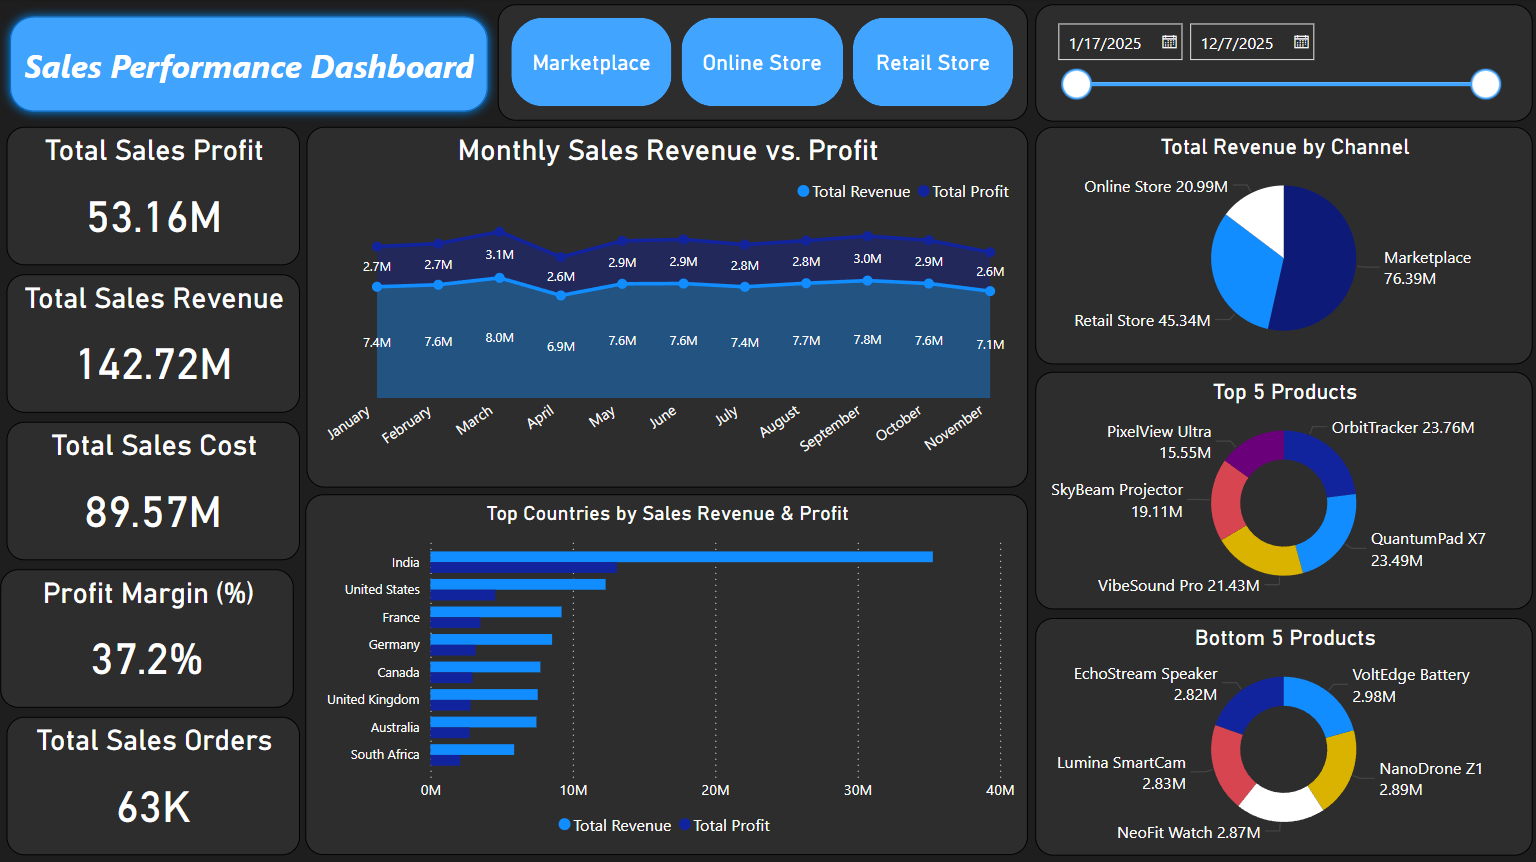 Sales Performance Dashboard
Marketplace
Online Store
Retail Store
1/17/2025
12/7/2025
Total Sales Profit
53.16M
Total Sales Revenue
142.72M
Total Sales Cost
89.57M
Profit Margin (%)
37.2%
Total Sales Orders
63K
Monthly Sales Revenue vs. Profit
Total Revenue
Total Profit
2.7M
2.7M
3.1M
2.6M
2.9M
2.9M
2.8M
2.8M
3.0M
2.9M
2.6M
7.4M
7.6M
8.0M
6.9M
7.6M
7.6M
7.4M
7.7M
7.8M
7.6M
7.1M
January
February
March
April
May
June
July
August
September
October
November
Top Countries by Sales Revenue & Profit
India
United States
France
Germany
Canada
United Kingdom
Australia
South Africa
0M
10M
20M
30M
40M
Total Revenue
Total Profit
Total Revenue by Channel
Online Store 20.99M
Marketplace
76.39M
Retail Store 45.34M
Top 5 Products
OrbitTracker 23.76M
PixelView Ultra
15.55M
SkyBeam Projector
19.11M
QuantumPad X7
23.49M
VibeSound Pro 21.43M
Bottom 5 Products
EchoStream Speaker
2.82M
VoltEdge Battery
2.98M
Lumina SmartCam
2.83M
NanoDrone Z1
2.89M
NeoFit Watch 2.87M